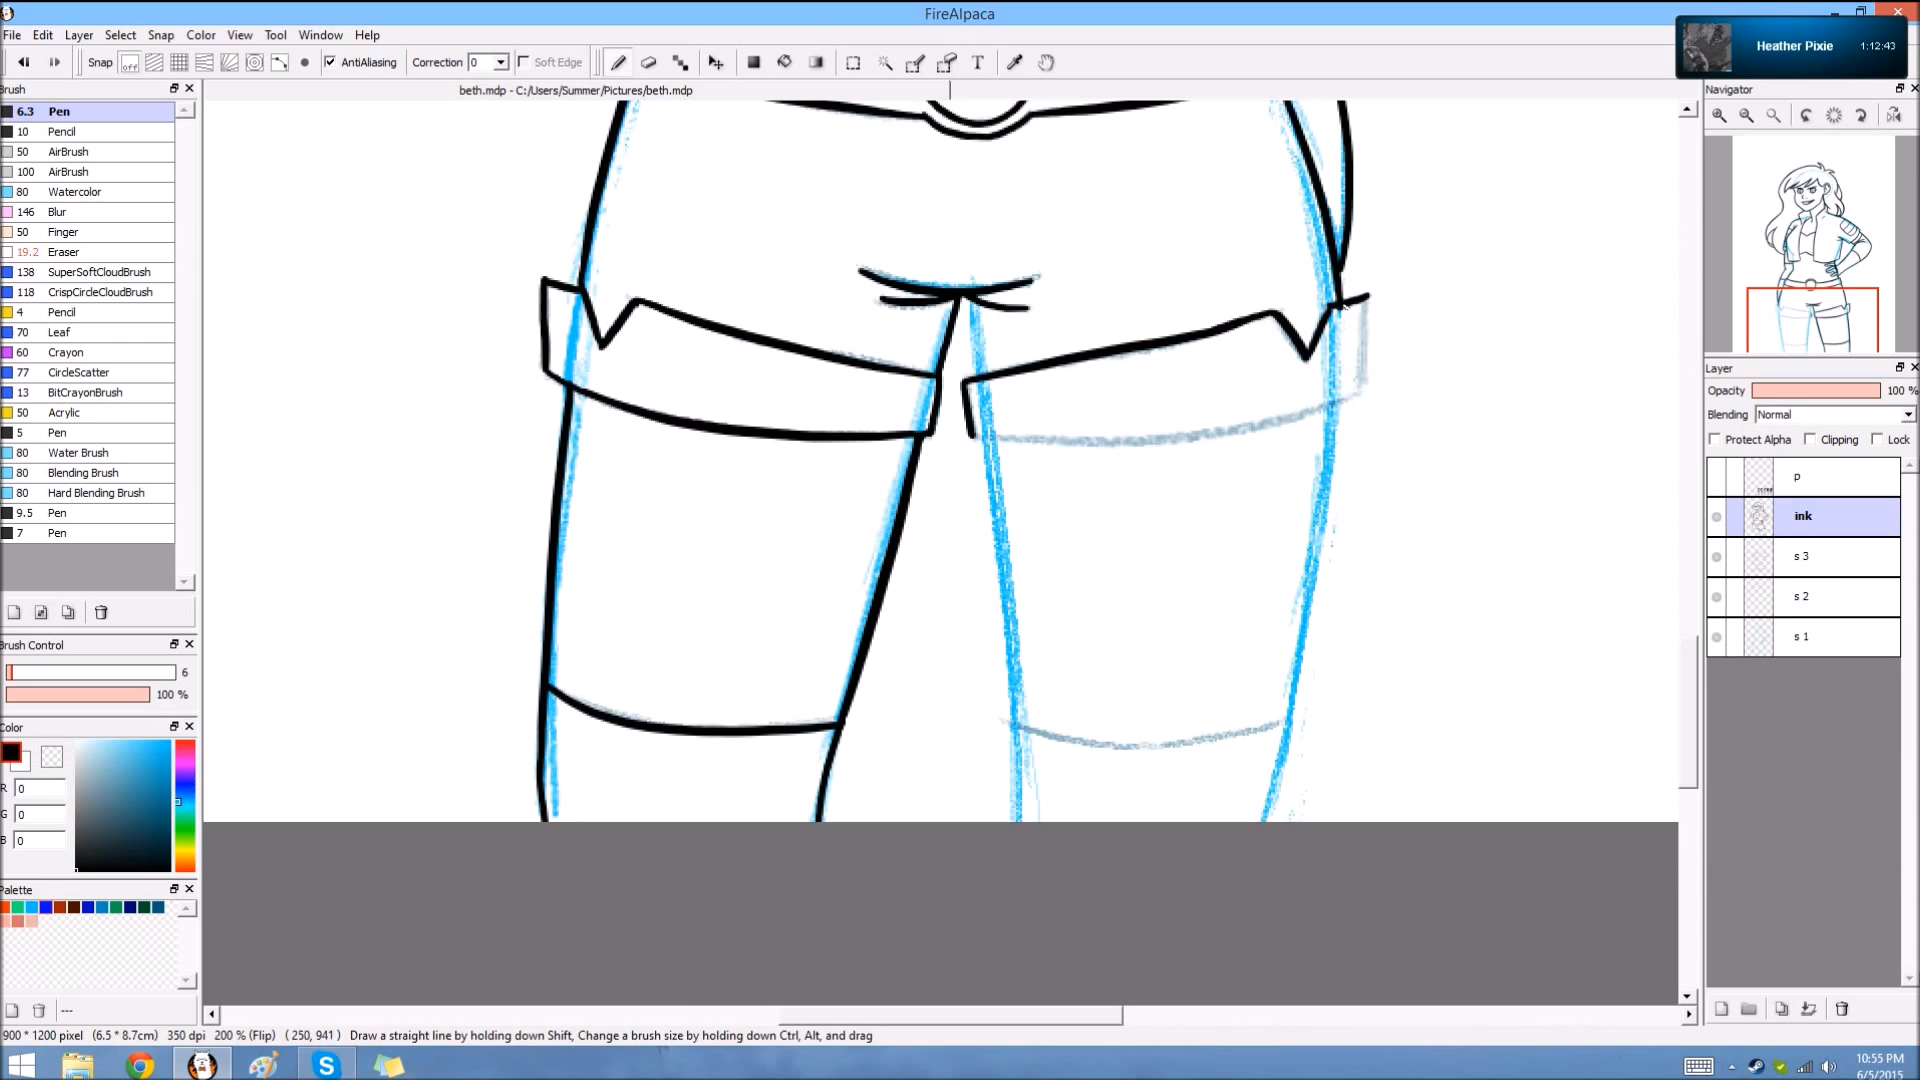 FireAlpaca
File Edit Layer Select Snap Color View Tool Window Help
Heather Pixie 1:12:43
Snap off AntiAliasing Correction 0 Soft Edge T
Brush
beth.mdp - C:/Users/Summer/Pictures/beth.mdp
Navigator
6.3 Pen
10 Pencil
50 AirBrush
100 AirBrush
80 Watercolor
146 Blur
50 Finger
19.2 Eraser
138 SuperSoftCloudBrush
118 CrispCircleCloudBrush
4 Pencil
70 Leaf
60 Crayon
77 CircleScatter
13 BitCrayonBrush
50 Acrylic
5 Pen
80 Water Brush
80 Blending Brush
80 Hard Blending Brush
9.5 Pen
7 Pen
Brush Control
6
100 %
Color
R 0
G 0
B 0
Palette
---
Layer
Opacity 100 %
Blending Normal
Protect Alpha Clipping Lock
p
ink
s 3
s 2
s 1
900 * 1200 pixel (6.5 * 8.7cm) 350 dpi 200 % (Flip) ( 250, 941 ) Draw a straight line by holding down Shift, Change a brush size by holding down Ctrl, Alt, and drag
10:55 PM
6/5/2015